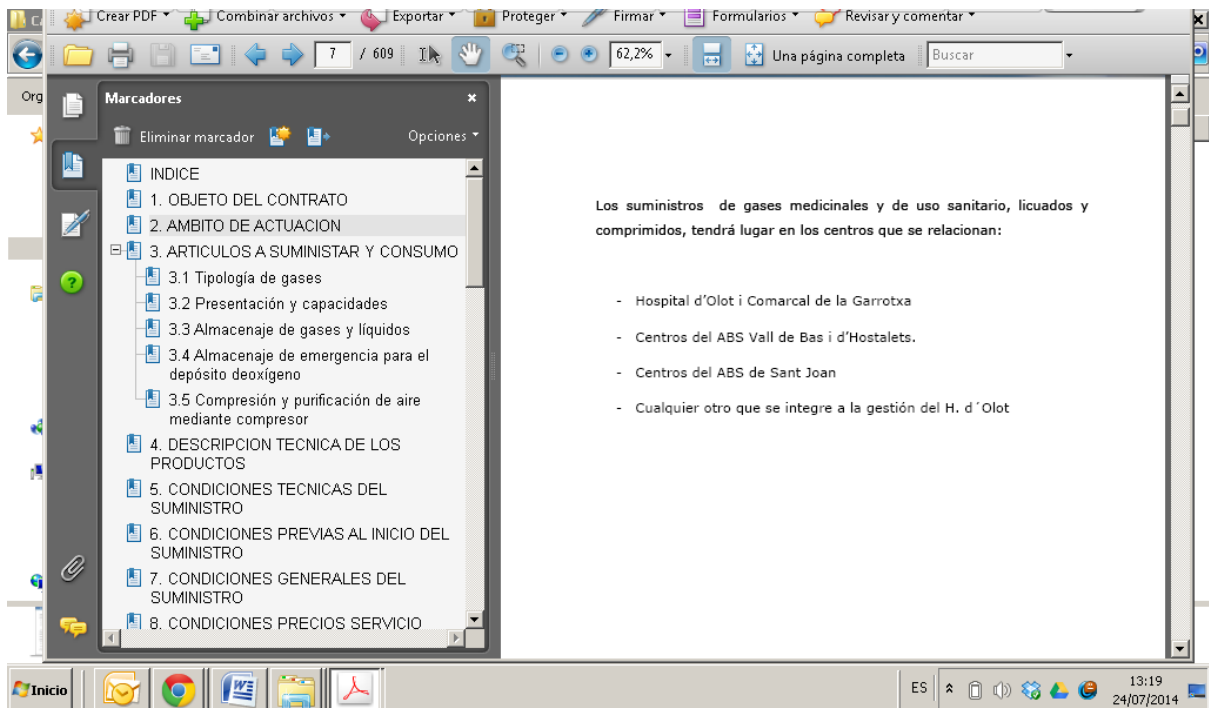 Crear PDF
Combinar archivos
Exportar
Proteger
Firmar
Formularios
Revisar y comentar
7 / 609
62,2%
Una página completa
Buscar
Org
Marcadores
Eliminar marcador
Opciones
INDICE
1. OBJETO DEL CONTRATO
2. AMBITO DE ACTUACION
3. ARTICULOS A SUMINISTAR Y CONSUMO
3.1 Tipología de gases
3.2 Presentación y capacidades
3.3 Almacenaje de gases y líquidos
3.4 Almacenaje de emergencia para el
depósito deoxígeno
3.5 Compresión y purificación de aire
mediante compresor
4. DESCRIPCION TECNICA DE LOS
PRODUCTOS
5. CONDICIONES TECNICAS DEL
SUMINISTRO
6. CONDICIONES PREVIAS AL INICIO DEL
SUMINISTRO
7. CONDICIONES GENERALES DEL
SUMINISTRO
8. CONDICIONES PRECIOS SERVICIO
Los suministros de gases medicinales y de uso sanitario, licuados y
comprimidos, tendrá lugar en los centros que se relacionan:
- Hospital d'Olot i Comarcal de la Garrotxa
- Centros del ABS Vall de Bas i d'Hostalets.
- Centros del ABS de Sant Joan
- Cualquier otro que se integre a la gestión del H. d´Olot
Inicio
ES
13:19
24/07/2014